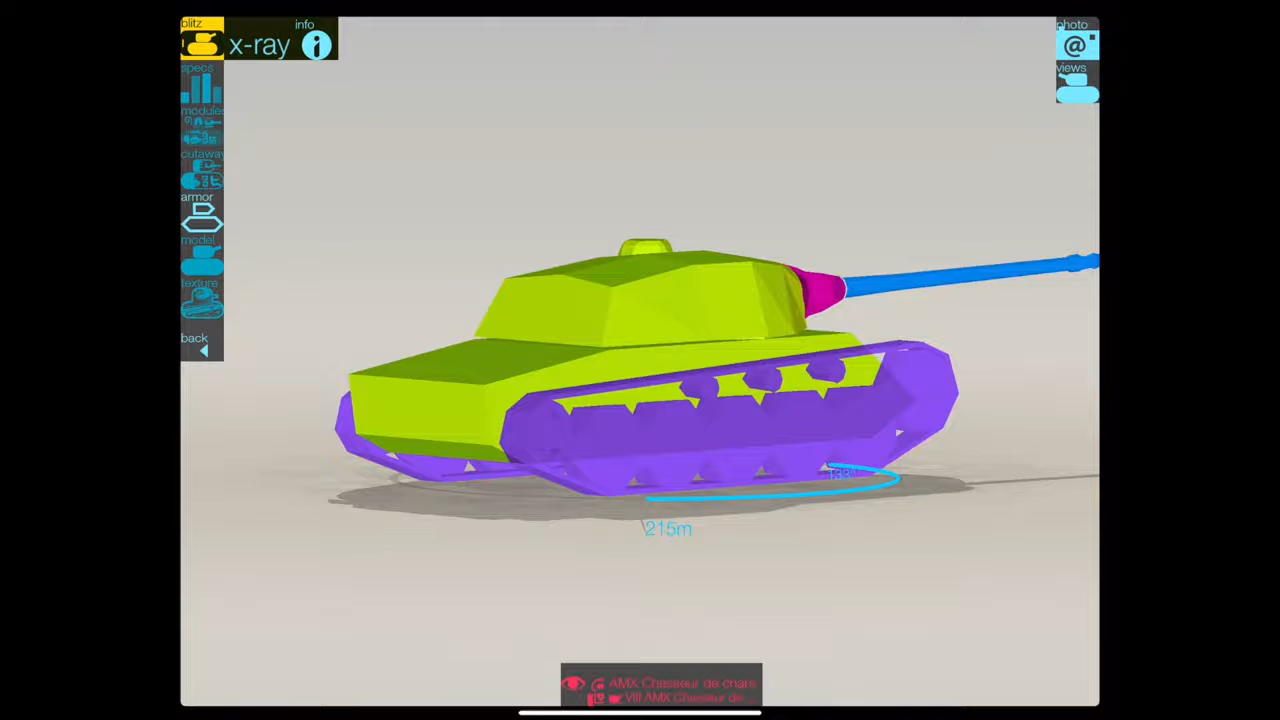 blitz
x-ray
info
specs
modules
cutaway
armor
model
texture
back
photo
@
views
215m
AMX Chasseur de chars
VIII AMX Chasseur de